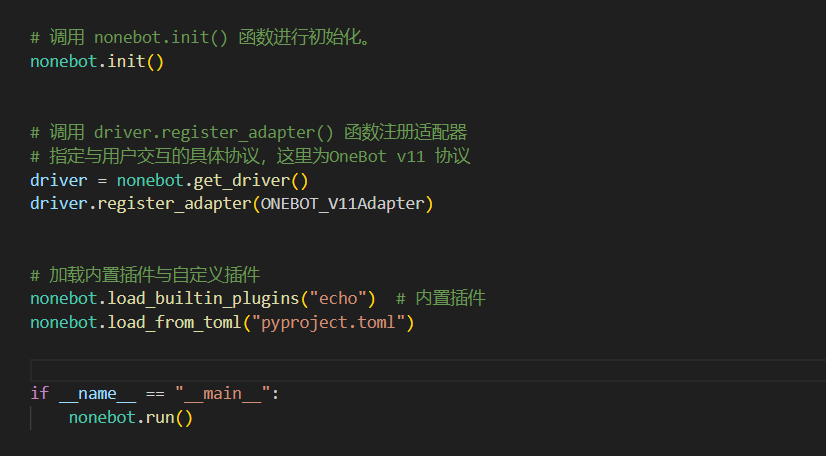 # 调用 nonebot.init() 函数进行初始化。
nonebot.init()
# 调用 driver.register_adapter() 函数注册适配器
# 指定与用户交互的具体协议，这里为OneBot v11 协议
driver = nonebot.get_driver()
driver.register_adapter(ONEBOT_V11Adapter)
# 加载内置插件与自定义插件
nonebot.load_builtin_plugins("echo")  # 内置插件
nonebot.load_from_toml("pyproject.toml")
if __name__ == "__main__":
    nonebot.run()